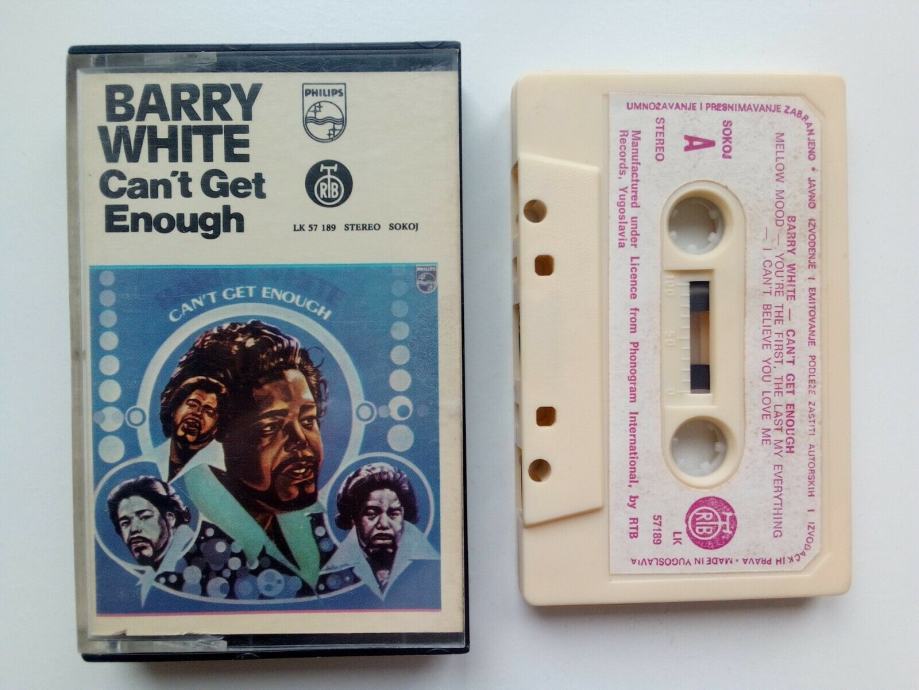 BARRY
WHITE
Can't Get
Enough
PHILIPS
RTB
LK 57 189 STEREO SOKOJ
PHILIPS
CAN'T GET ENOUGH
UMNOŽAVANJE I PRESNIMAVANJE ZABRANJENO • JAVNO IZVOĐENJE I EMITOVANJE PODLEŽE ZAŠTITI AUTORSKIH I IZVOĐAČKIH PRAVA • MADE IN YUGOSLAVIA
BARRY WHITE — CAN'T GET ENOUGH
MELLOW MOOD — YOU'RE THE FIRST, THE LAST MY EVERYTHING
— I CAN'T BELIEVE YOU LOVE ME
SOKOJ
A
STEREO
100 50 0
RTB
LK
57189
Manufactured under Licence from Phonogram International, by RTB
Records, Yugoslavia